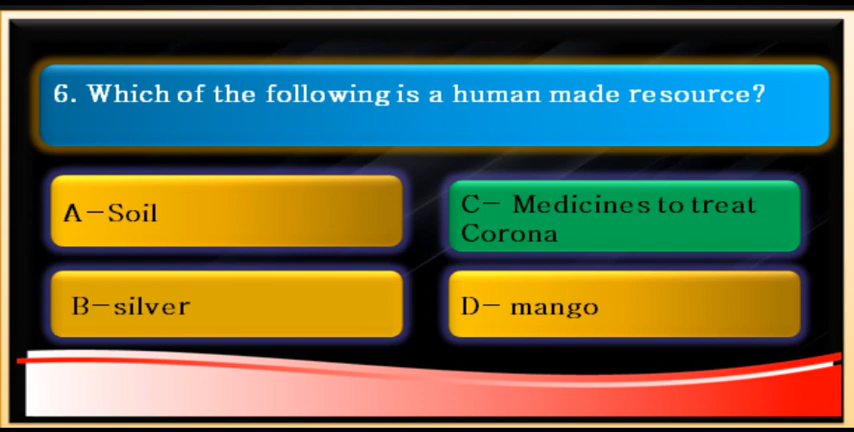 6. Which of the following is a human made resource?
A-Soil
C- Medicines to treat
Corona
B-silver
D- mango